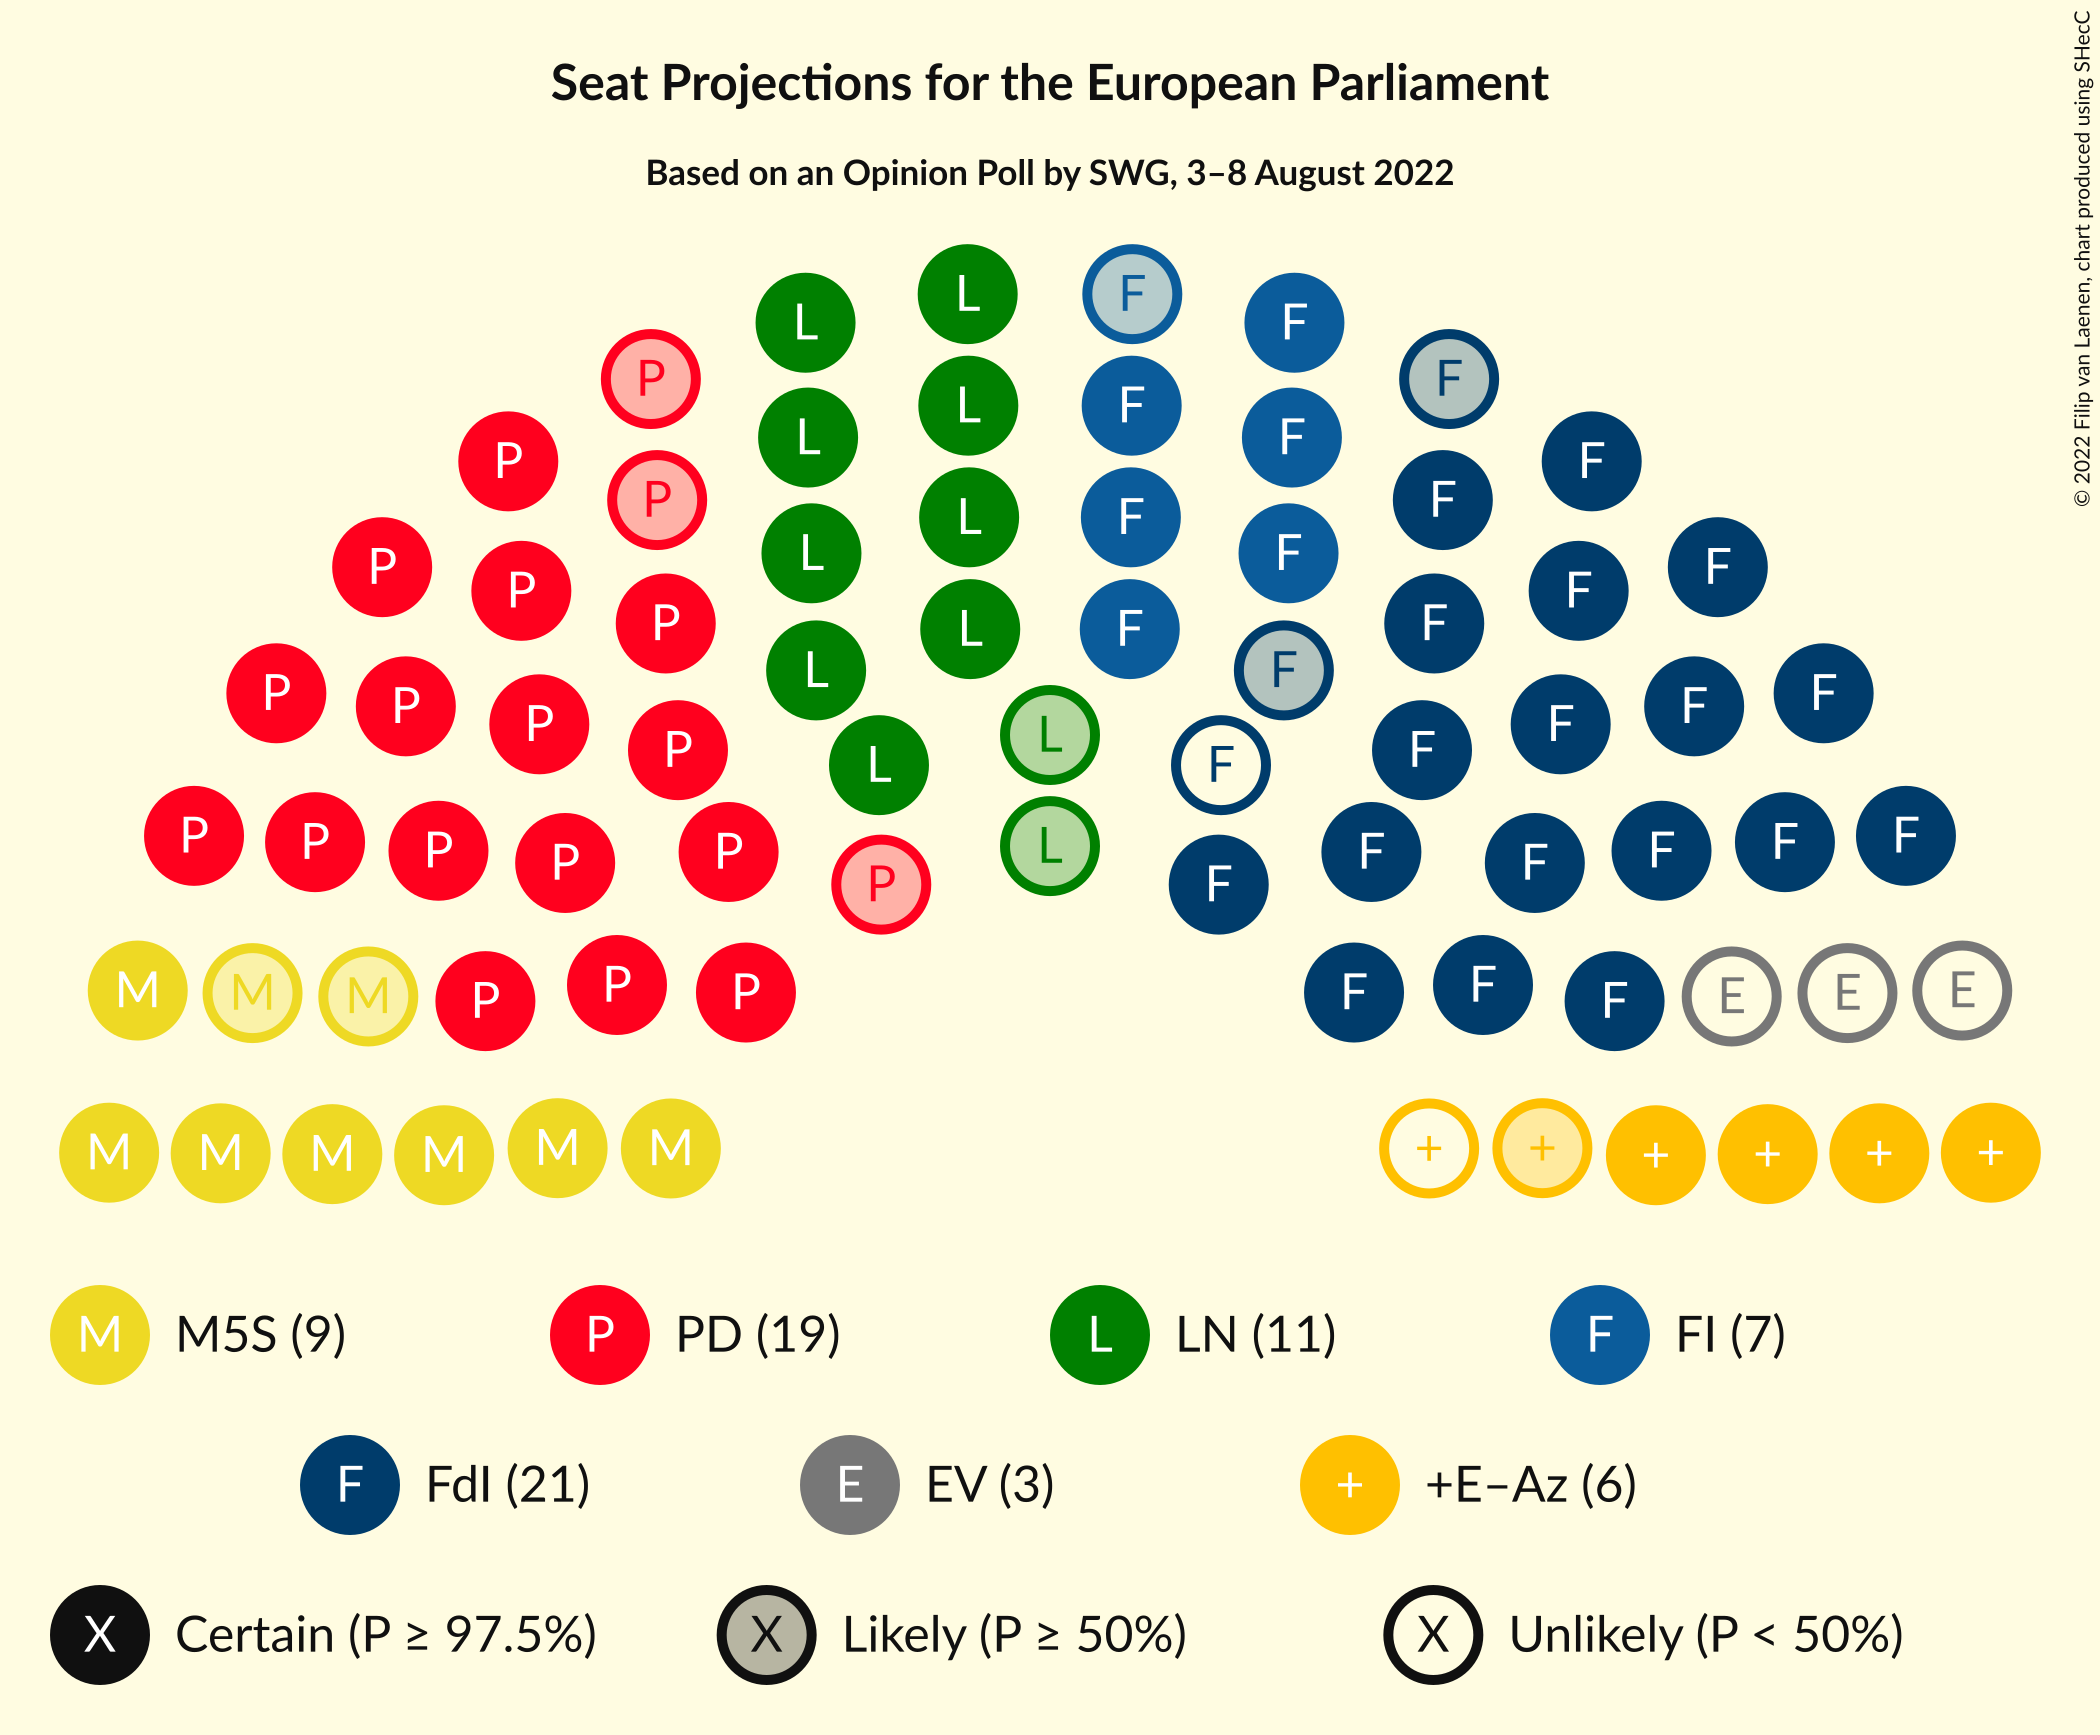 Seat Projections for the European Parliament
Based on an Opinion Poll by SWG, 3–8 August 2022
© 2022 Filip van Laenen, chart produced using SHecC
L L F F
P L L F F P F F
P P L L F F F F
P P P L L F F F F F
P P P P L L F F F F F F
P P P P P P L F F F F F F
M M M P P P F F F E E E
M M M M M M + + + + + +
M M5S (9) P PD (19) L LN (11) F FI (7)
F FdI (21) E EV (3) + +E–Az (6)
X Certain (P ≥ 97.5%) X Likely (P ≥ 50%) X Unlikely (P < 50%)